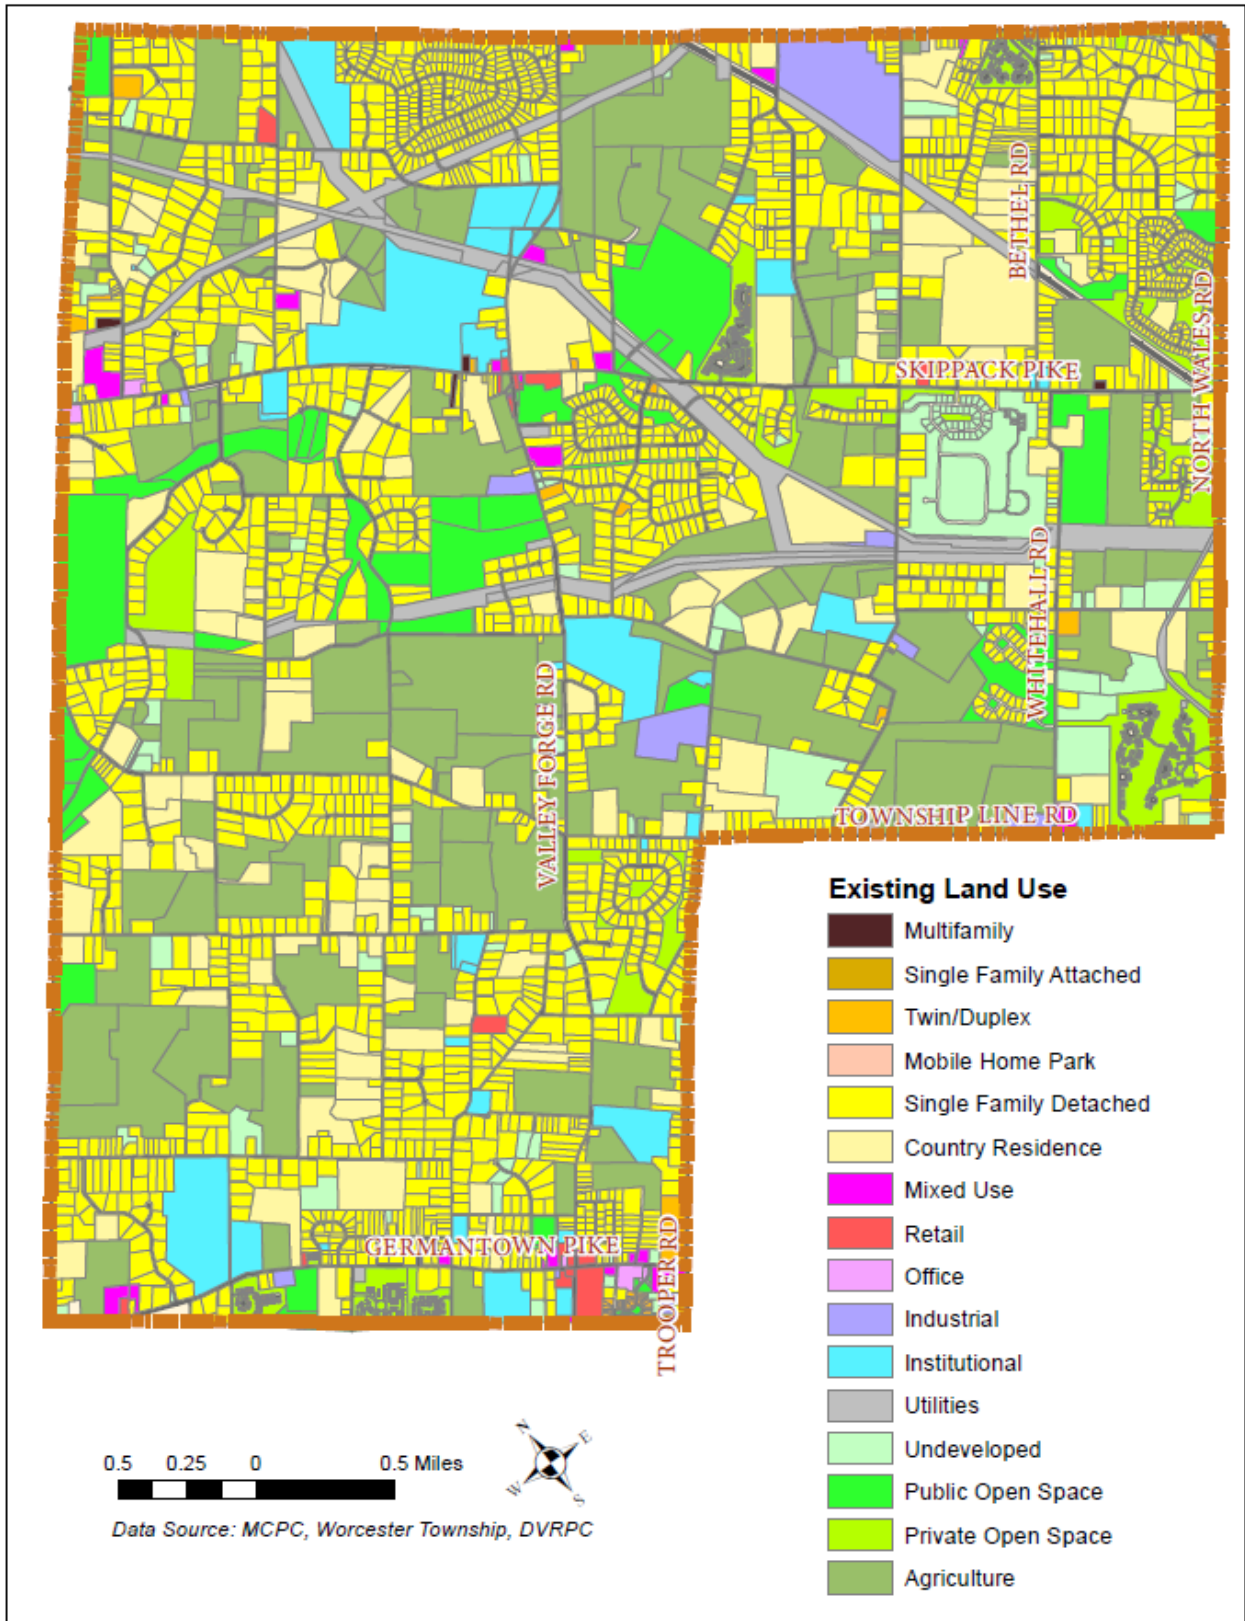 BETHEL RD
NORTH WALES RD
SKIPPACK PIKE
WHITEHALL RD
VALLEY FORGE RD
TOWNSHIP LINE RD
GERMANTOWN PIKE
TROOPER RD
Existing Land Use
Multifamily
Single Family Attached
Twin/Duplex
Mobile Home Park
Single Family Detached
Country Residence
Mixed Use
Retail
Office
Industrial
Institutional
Utilities
Undeveloped
Public Open Space
Private Open Space
Agriculture
N
E
W
S
0.5 0.25 0 0.5 Miles
Data Source: MCPC, Worcester Township, DVRPC